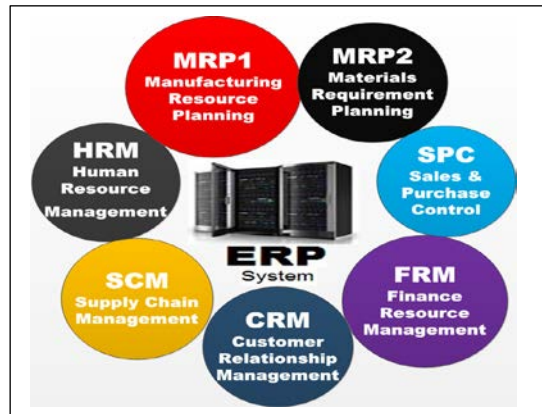 MRP1
Manufacturing
Resource
Planning
MRP2
Materials
Requirement
Planning
HRM
Human
Resource
Management
SPC
Sales &
Purchase
Control
ERP
System
SCM
Supply Chain
Management
FRM
Finance
Resource
Management
CRM
Customer
Relationship
Management